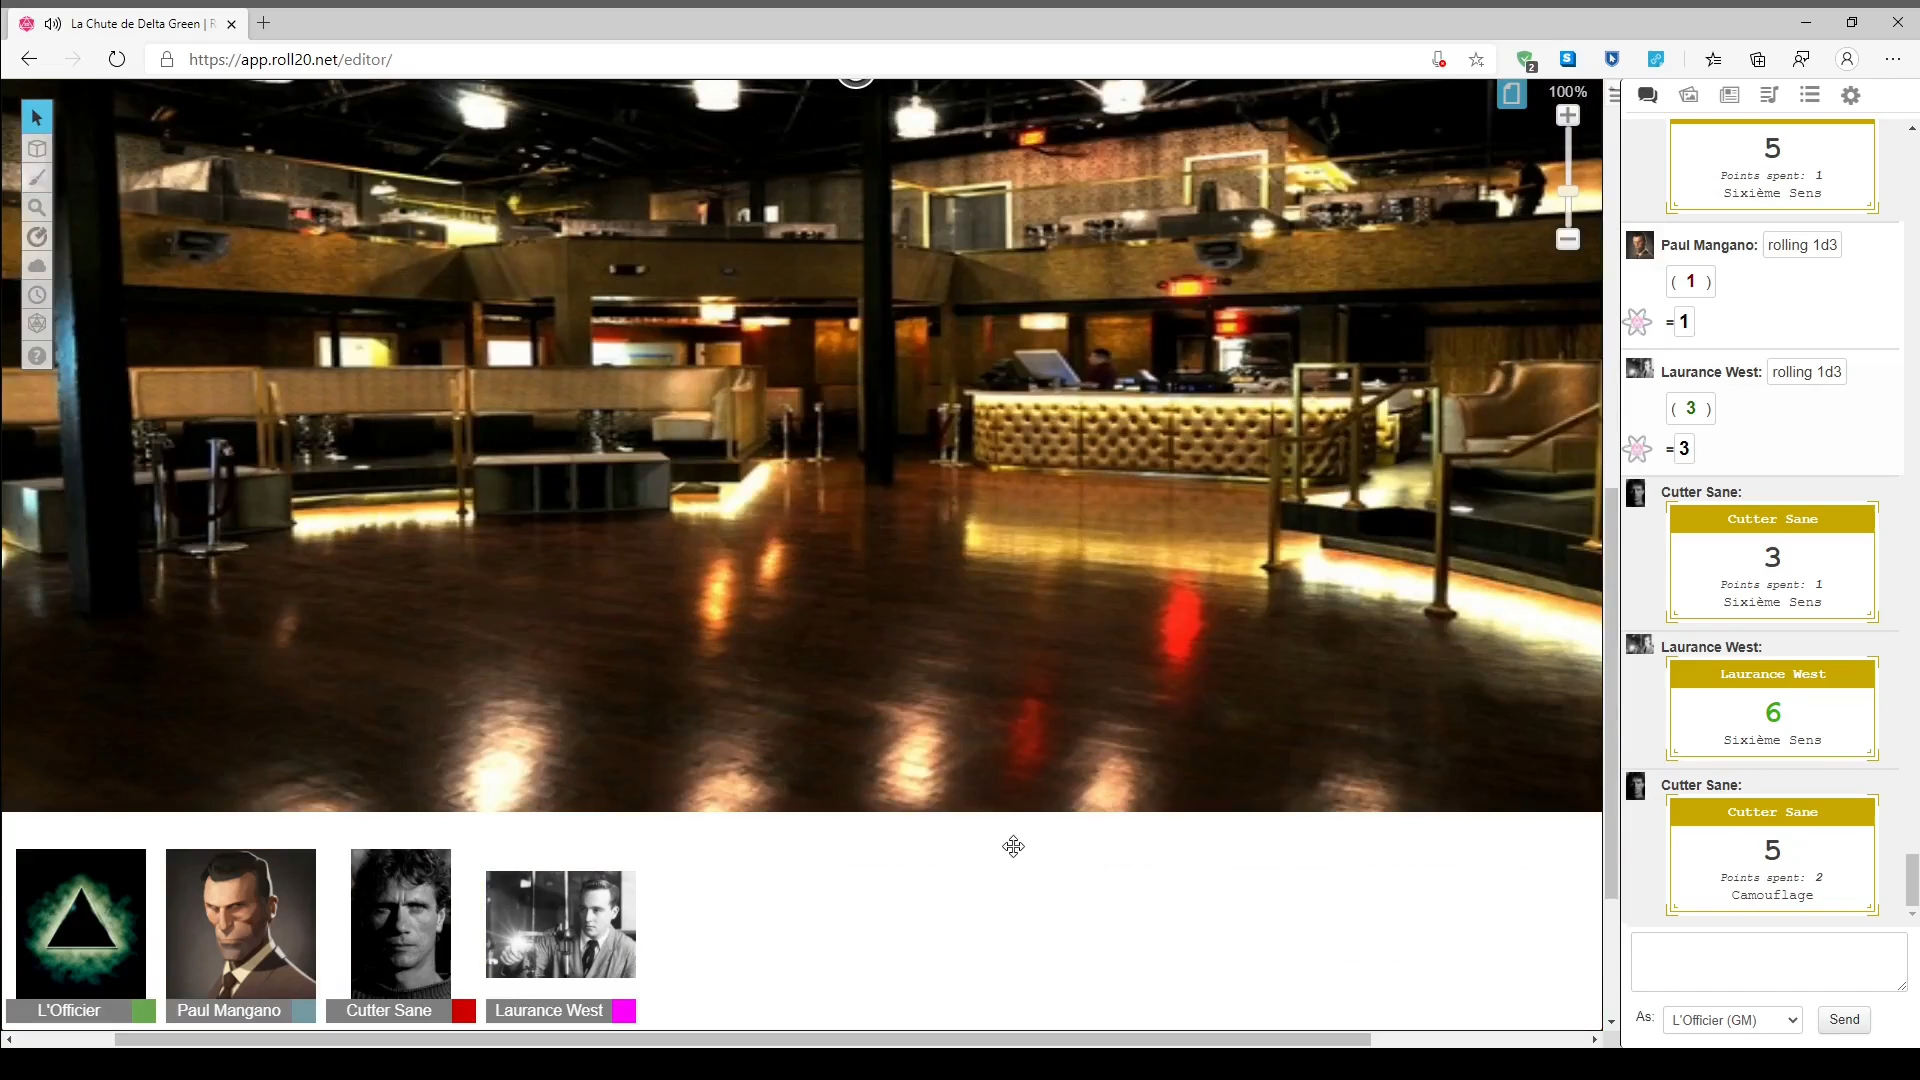 La Chute de Delta Green | R
https://app.roll20.net/editor/
2
100%
5
Points spent: 1
Sixième Sens
Paul Mangano: rolling 1d3
( 1 )
=1
Laurance West: rolling 1d3
( 3 )
=3
Cutter Sane:
Cutter Sane
3
Points spent: 1
Sixième Sens
Laurance West:
Laurance West
6
Sixième Sens
Cutter Sane:
Cutter Sane
5
Points spent: 2
Camouflage
As: L'Officier (GM) Send
L'Officier
Paul Mangano
Cutter Sane
Laurance West